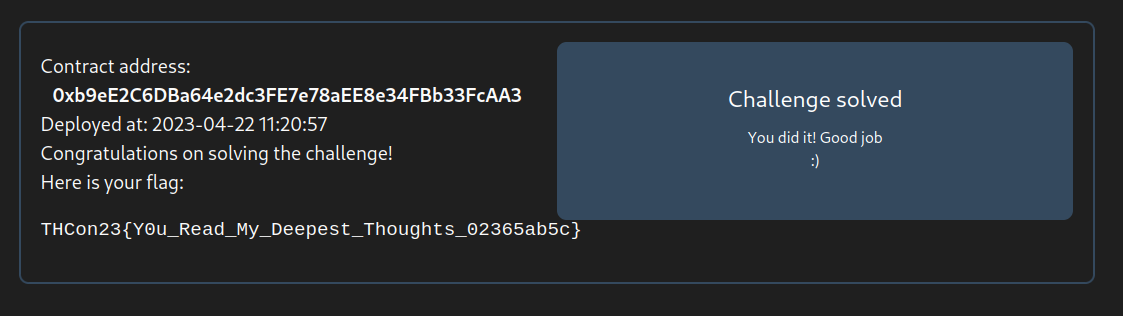 Contract address:
0xb9eE2C6DBa64e2dc3FE7e78aEE8e34FBb33FcAA3
Deployed at: 2023-04-22 11:20:57
Congratulations on solving the challenge!
Here is your flag:
THCon23{Y0u_Read_My_Deepest_Thoughts_02365ab5c}
Challenge solved
You did it! Good job
:)